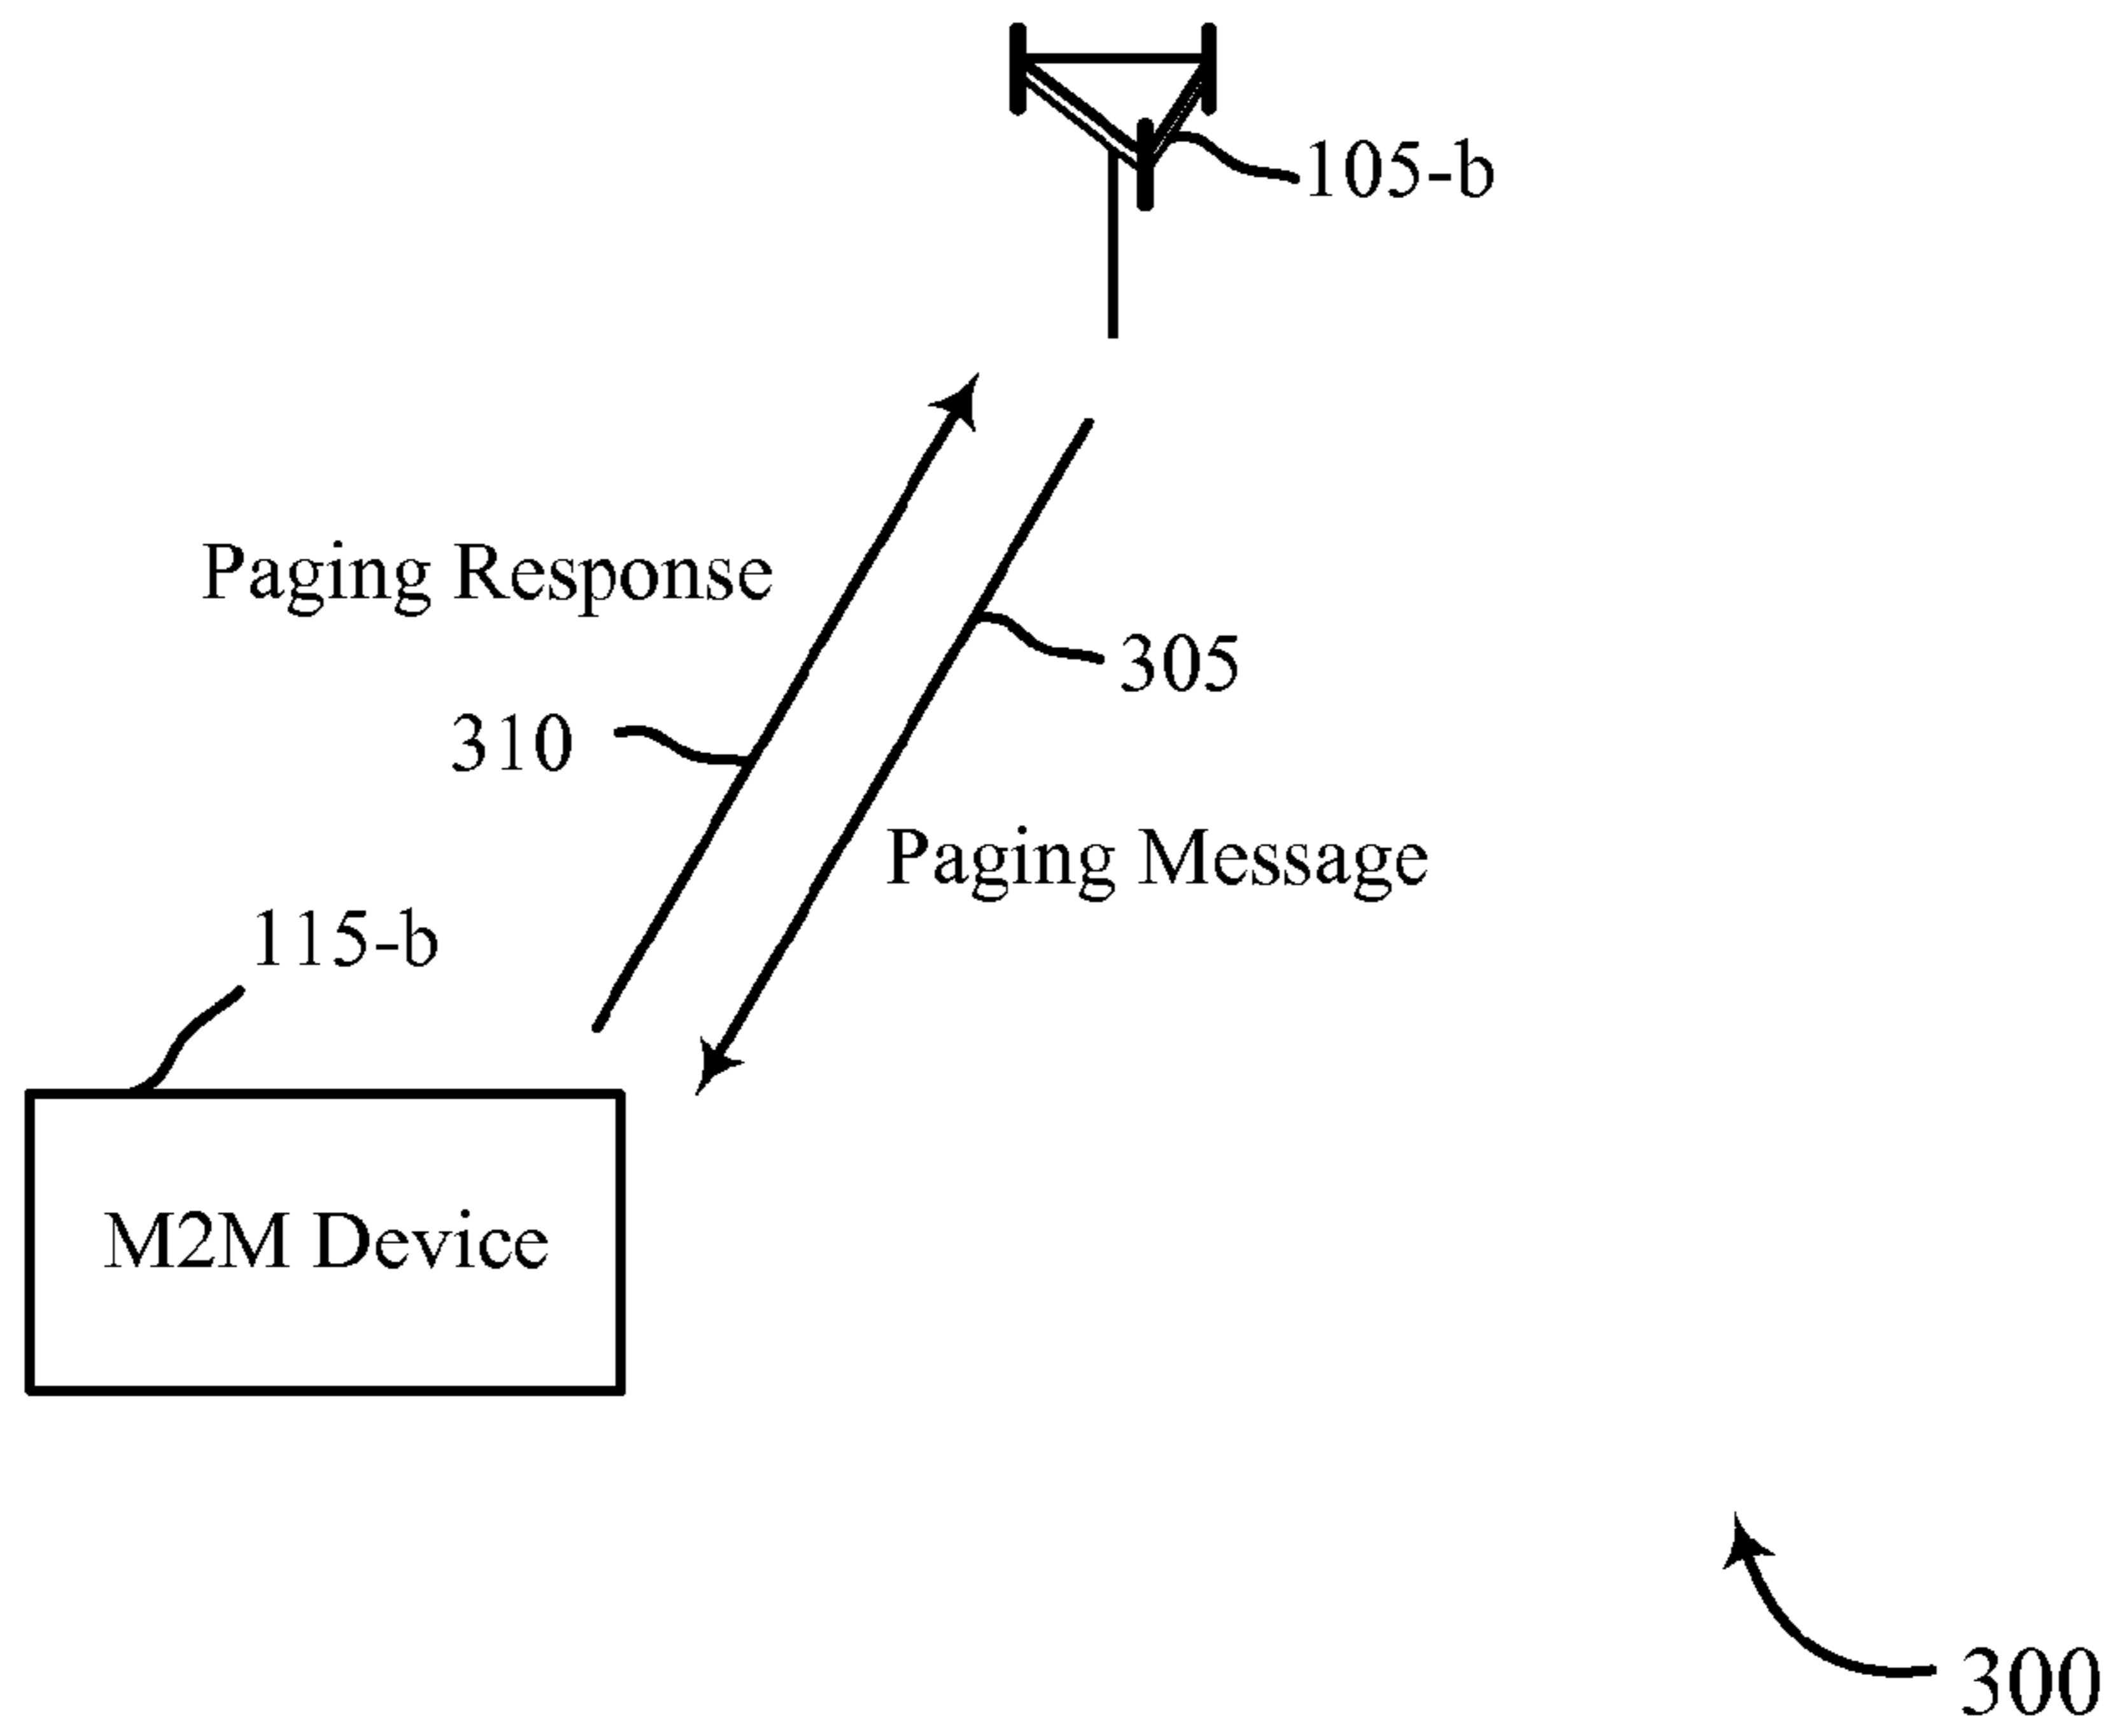 105-b
Paging Response
305
310
Paging Message
115-b
M2M Device
300